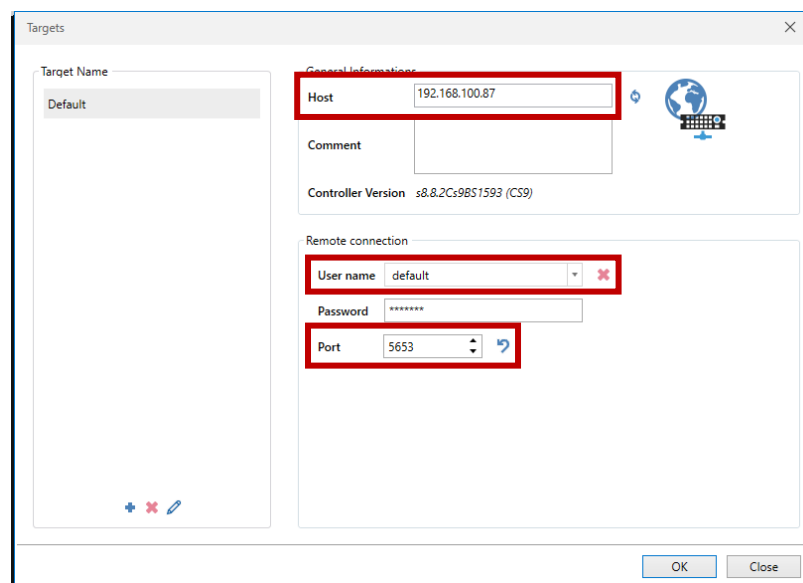 Targets
Target Name
Default
General Informations
Host 192.168.100.87
Comment
Controller Version s8.8.2Cs9BS1593 (CS9)
Remote connection
User name default
Password *******
Port 5653
OK Close